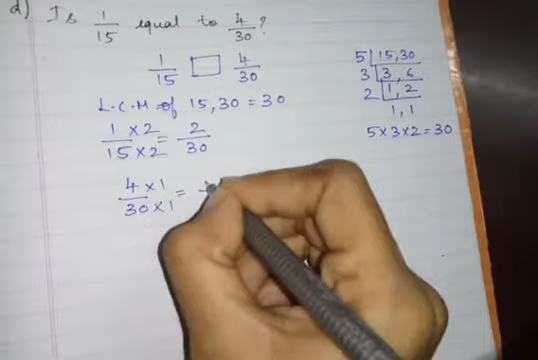 d) Is 1/15 equal to 4/30?
1/15 □ 4/30
L.C.M of 15, 30 = 30
1 × 2 / 15 × 2 = 2/30
4 × 1 / 30 × 1 =
5 | 15, 30
3 | 3, 6
2 | 1, 2
1, 1
5 × 3 × 2 = 30